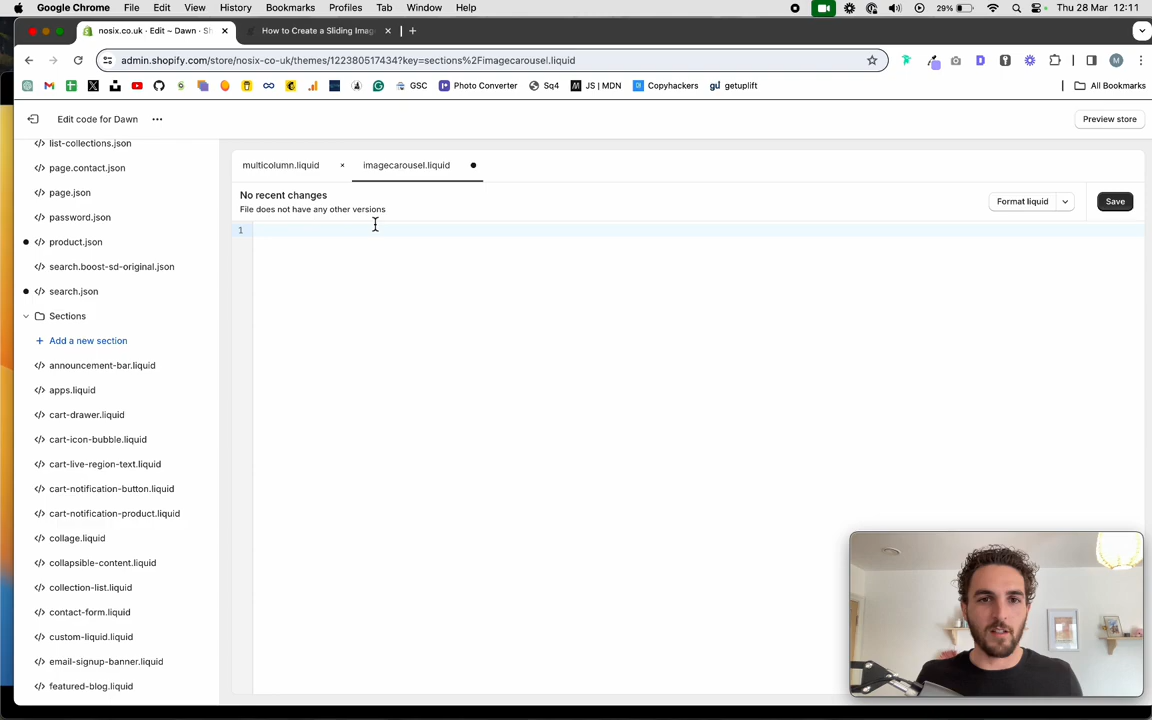 Google Chrome File Edit View History Bookmarks Profiles Tab Window Help 29% Thu 28 Mar 12:11
nosix.co.uk · Edit ~ Dawn · Sh How to Create a Sliding Imag
admin.shopify.com/store/nosix-co-uk/themes/122380517434?key=sections%2Fimagecarousel.liquid M
GSC Photo Converter Sq4 JS | MDN Copyhackers getuplift All Bookmarks
Edit code for Dawn Preview store
list-collections.json
page.contact.json
page.json
password.json
product.json
search.boost-sd-original.json
search.json
Sections
+ Add a new section
announcement-bar.liquid
apps.liquid
cart-drawer.liquid
cart-icon-bubble.liquid
cart-live-region-text.liquid
cart-notification-button.liquid
cart-notification-product.liquid
collage.liquid
collapsible-content.liquid
collection-list.liquid
contact-form.liquid
custom-liquid.liquid
email-signup-banner.liquid
featured-blog.liquid
multicolumn.liquid imagecarousel.liquid
No recent changes
File does not have any other versions
Format liquid Save
1